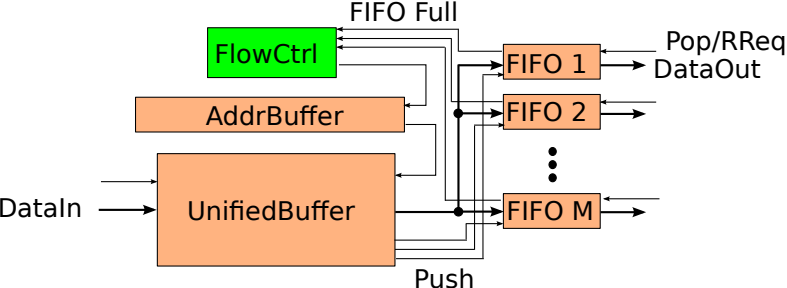 FIFO Full
FlowCtrl
FIFO 1
Pop/RReq
DataOut
AddrBuffer
FIFO 2
DataIn
UnifiedBuffer
FIFO M
Push